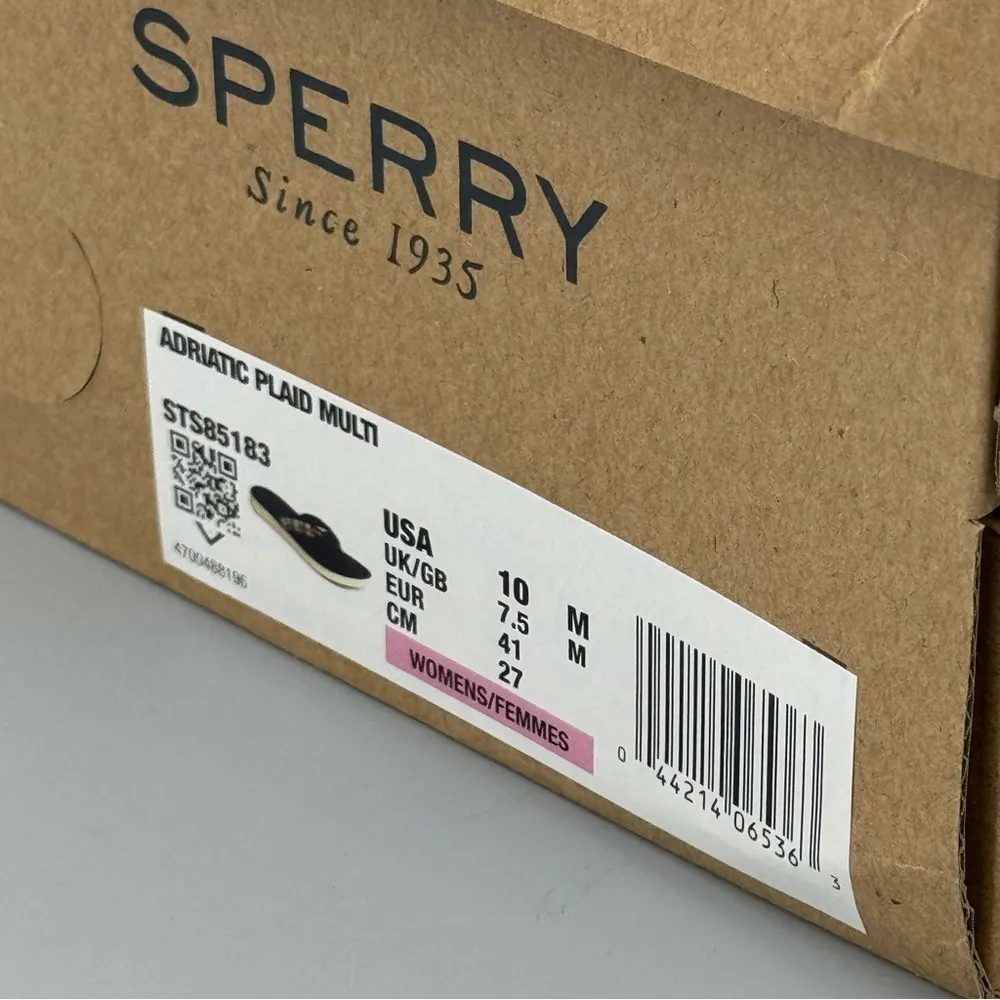 SPERRY
Since 1935
ADRIATIC PLAID MULTI
STS85183
4700488196
USA 10 M
UK/GB 7.5 M
EUR 41
CM 27
WOMENS/FEMMES
0 44214 06536 3